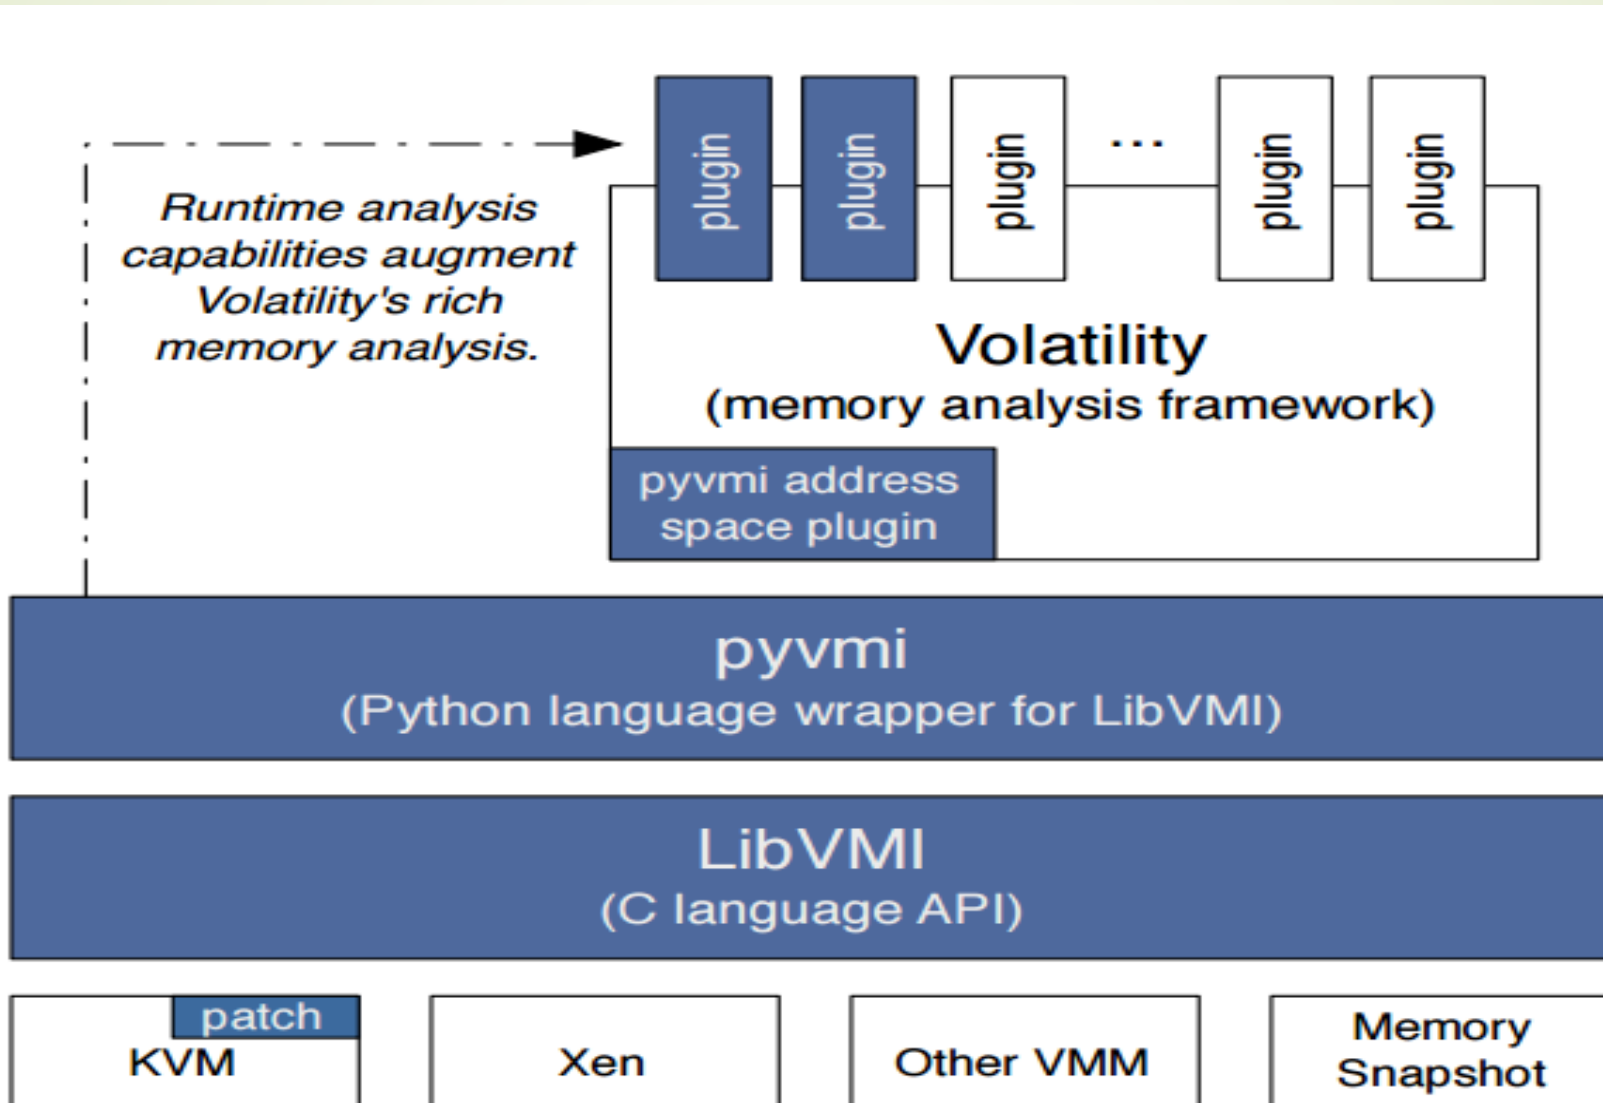 plugin
plugin
plugin
...
plugin
plugin
Runtime analysis
capabilities augment
Volatility's rich
memory analysis.
Volatility
(memory analysis framework)
pyvmi address
space plugin
pyvmi
(Python language wrapper for LibVMI)
LibVMI
(C language API)
patch
KVM
Xen
Other VMM
Memory
Snapshot